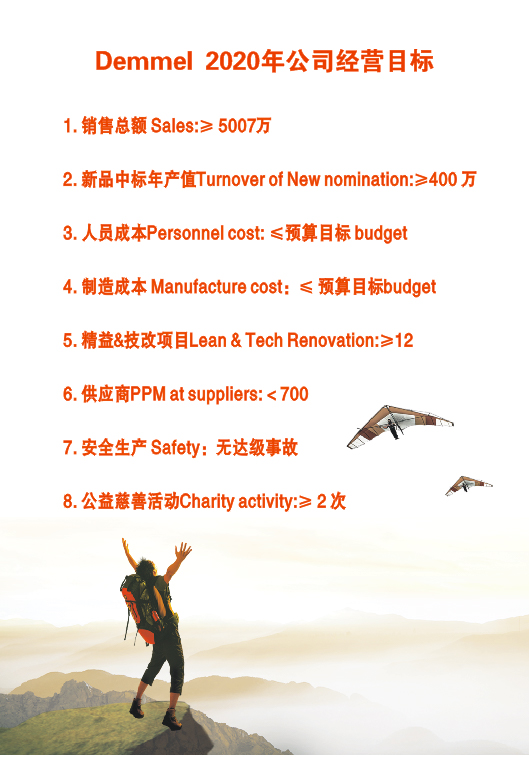 Demmel 2020年公司经营目标
1. 销售总额 Sales:≥ 5007万
2. 新品中标年产值Turnover of New nomination:≥400 万
3. 人员成本Personnel cost: ≤预算目标 budget
4. 制造成本 Manufacture cost：≤ 预算目标budget
5. 精益&技改项目Lean & Tech Renovation:≥12
6. 供应商PPM at suppliers: < 700
7. 安全生产 Safety：无达级事故
8. 公益慈善活动Charity activity:≥ 2 次